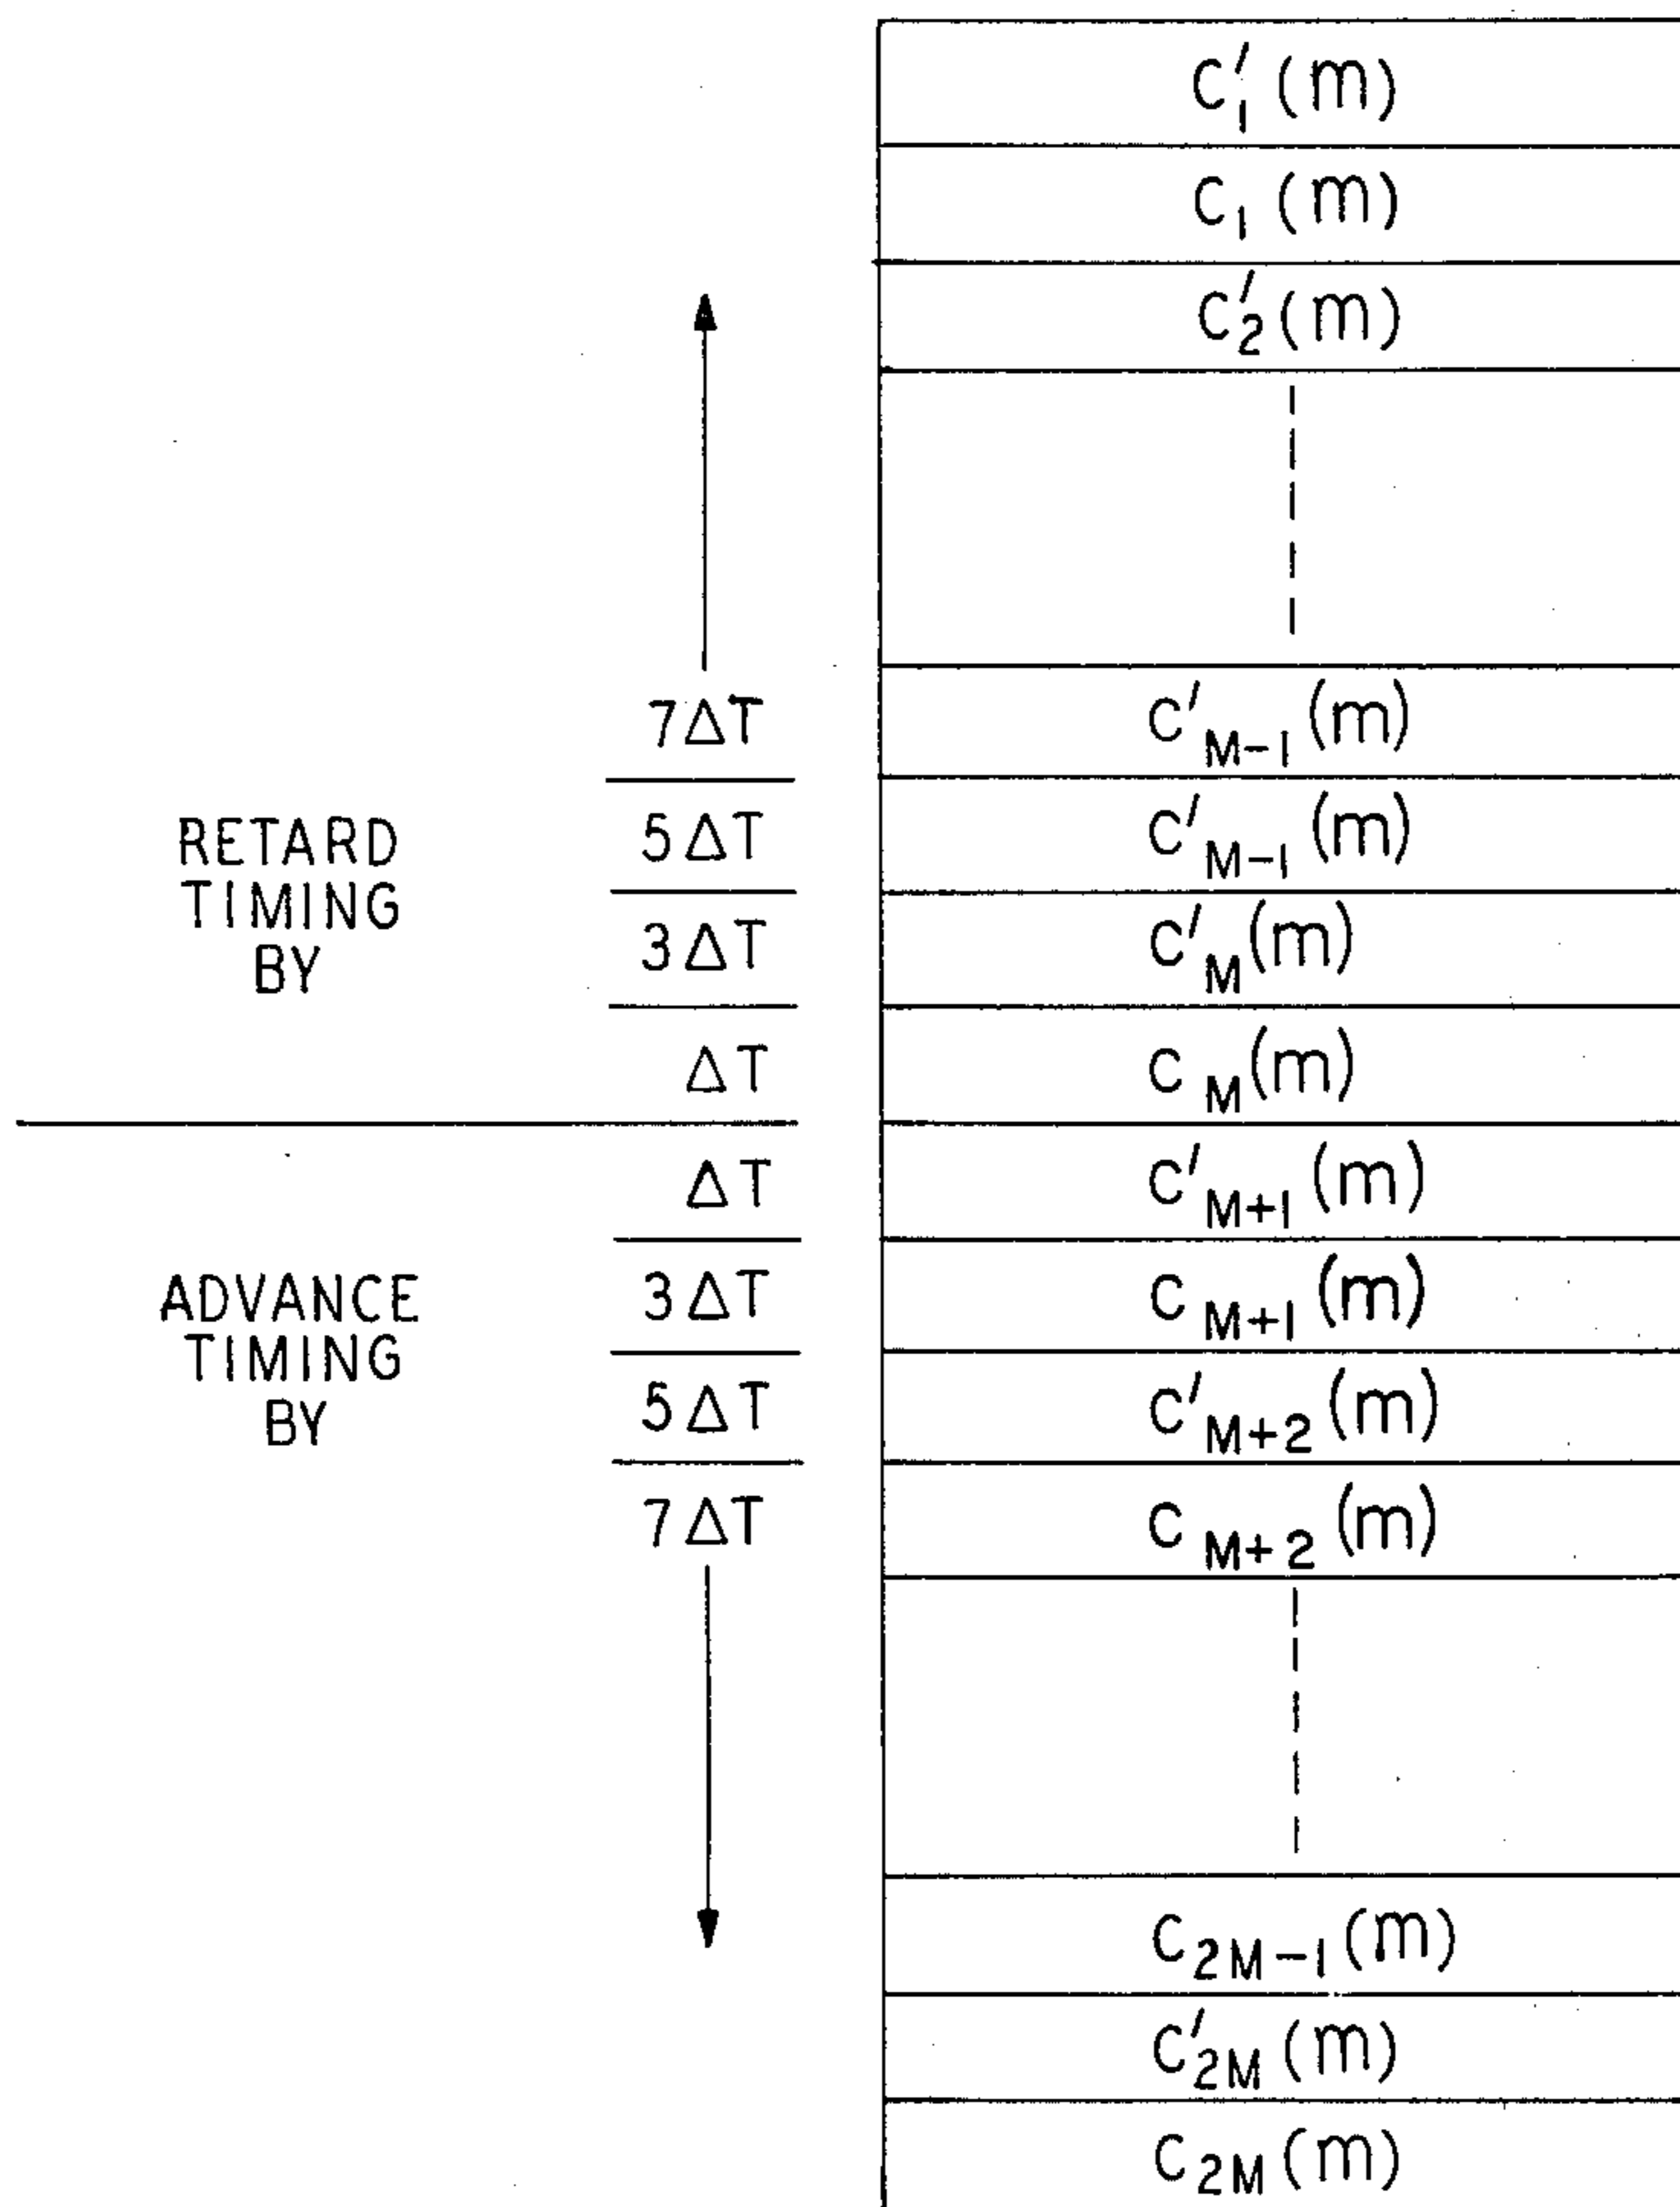 C′₁ (m)
C₁ (m)
C′₂ (m)
7ΔT C′M-1 (m)
RETARD TIMING BY
5ΔT C′M-1 (m)
3ΔT C′M (m)
ΔT CM (m)
ΔT C′M+1 (m)
ADVANCE TIMING BY
3ΔT CM+1 (m)
5ΔT C′M+2 (m)
7ΔT CM+2 (m)
C2M-1 (m)
C′2M (m)
C2M (m)